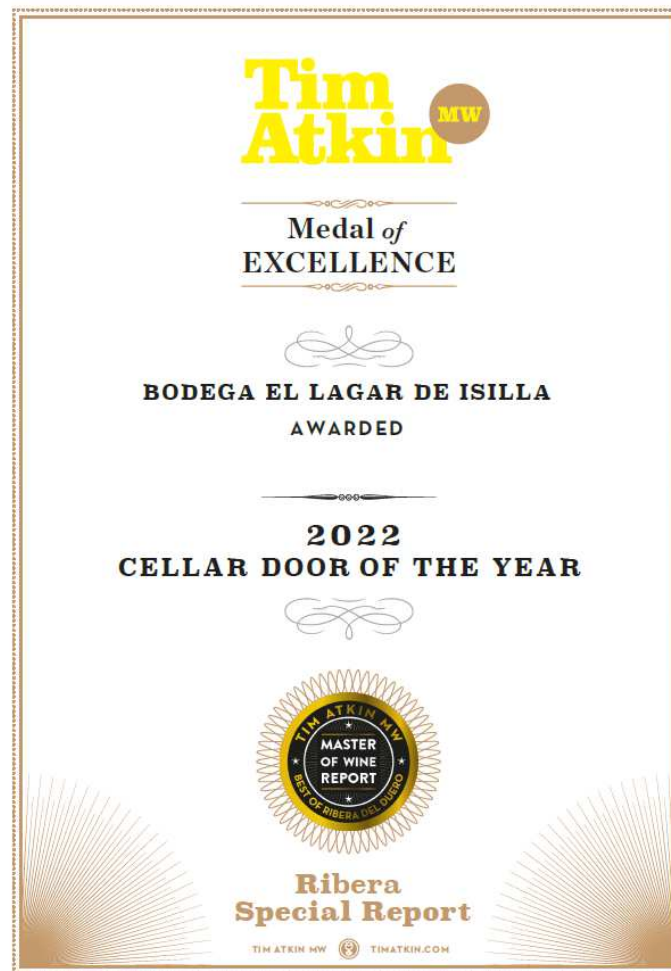 Tim
Atkin
MW
Medal of
EXCELLENCE
BODEGA EL LAGAR DE ISILLA
AWARDED
2022
CELLAR DOOR OF THE YEAR
TIM ATKIN MW
MASTER
OF WINE
REPORT
BEST OF RIBERA DEL DUERO
Ribera
Special Report
TIM ATKIN MW TIMATKIN.COM